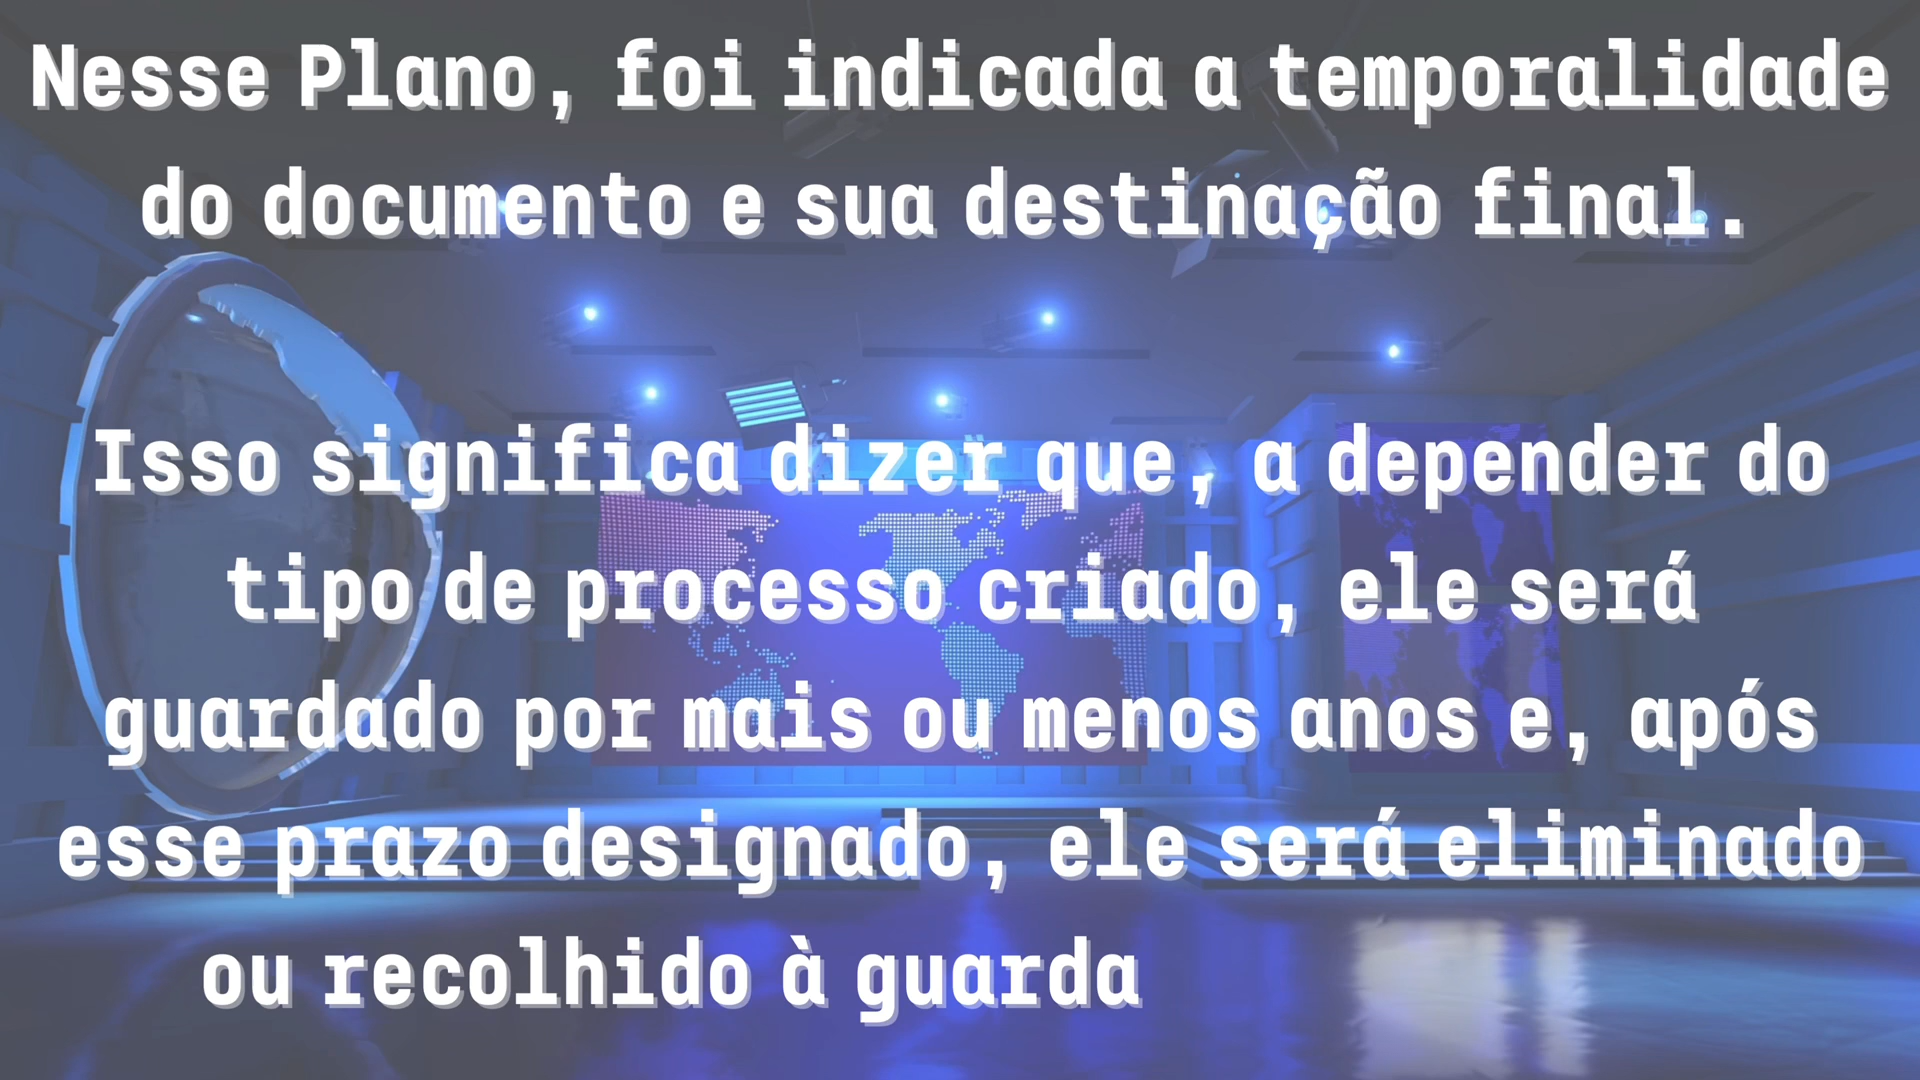 Nesse Plano, foi indicada a temporalidade
do documento e sua destinação final.
Isso significa dizer que, a depender do
tipo de processo criado, ele será
guardado por mais ou menos anos e, após
esse prazo designado, ele será eliminado
ou recolhido à guarda